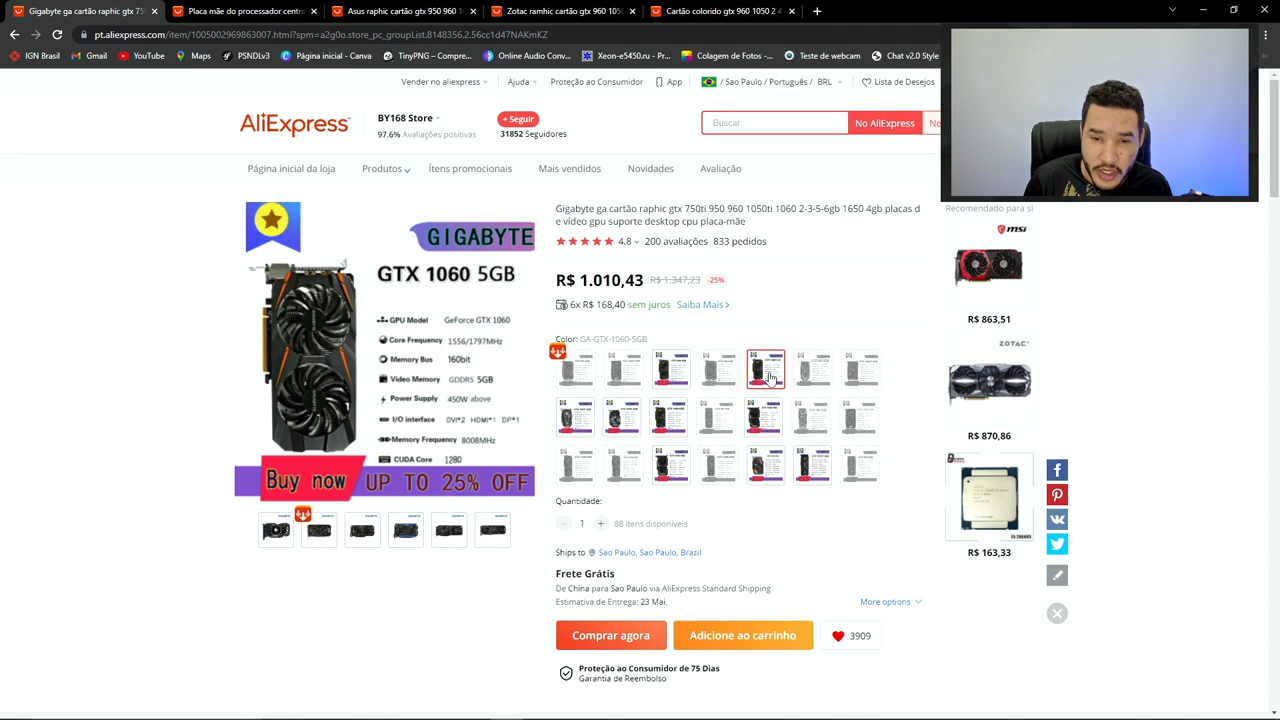 Gigabyte ga cartão raphic gtx 75
Placa mãe do processador centr
Asus raphic cart gtx 950 960 1
Zotac ramhic cartão gtx 960 105
Cartão colorido gtx 960 1050 2 4
pt.aliexpress.com/item/1005002969863007.html?spm=a2g0o.store_pc_groupList.8148356.2.56cc1d47NAKmKZ
IGN Brasil
Gmail
YouTube
Maps
PSNDLv3
Página inicial - Canva
TinyPNG – Compre...
Online Auto Conv...
Xeon-e5450.ru - Pr...
Colagem de Fotos -...
Teste de webcam
Chat v2.0 Style
Vender no aliexpress
Ajuda
Proteção ao Consumidor
App
/ Sao Paulo / Português / BRL
Lista de Desejos
AliExpress
BY168 Store
97.6% Avaliações positivas
+ Seguir
31852 Seguidores
Buscar
No AliExpress
Ne
Página inicial da loja
Produtos
Ítens promocionais
Mais vendidos
Novidades
Avaliação
GIGABYTE
GTX 1060 5GB
GPU Model GeForce GTX 1060
Core Frequency 1556/1797MHz
Memory Bus 160bit
Video Memory GDDR5 5GB
Power Supply 450W above
I/O interface DVI*2 HDMI*1 DP*1
Memory Frequency 8008MHz
CUDA Core 1280
Buy now UP TO 25% OFF
Gigabyte ga cartão raphic gtx 750ti 950 960 1050ti 1060 2-3-5-6gb 1650 4gb placas d
e vídeo gpu suporte desktop cpu placa-mãe
4.8 200 avaliações 833 pedidos
R$ 1.010,43 R$ 1.347,23 -25%
6x R$ 168,40 sem juros Saiba Mais
Color: GA-GTX-1060-5GB
Quantidade:
1
88 itens disponíveis
Ships to Sao Paulo, Sao Paulo, Brazil
Frete Grátis
De China para Sao Paulo via AliExpress Standard Shipping
Estimativa de Entrega: 23 Mai.
More options
Comprar agora
Adicione ao carrinho
3909
Proteção ao Consumidor de 75 Dias
Garantia de Reembolso
Recomendado para si
msi
R$ 863,51
ZOTAC
R$ 870,86
R$ 163,33